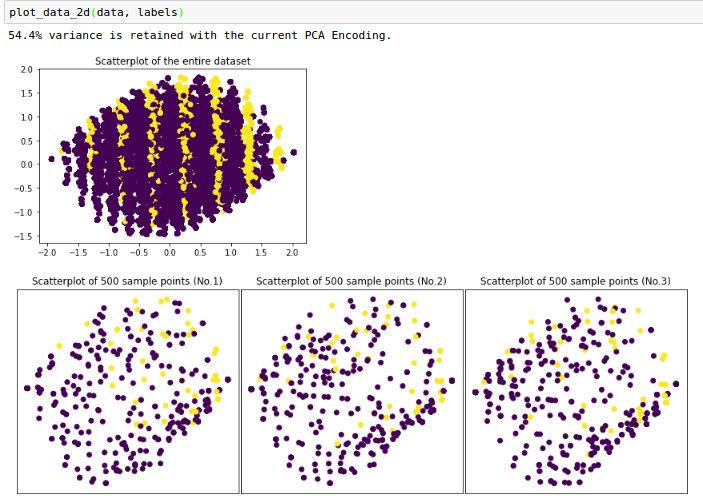 plot_data_2d(data, labels)
54.4% variance is retained with the current PCA Encoding.
Scatterplot of the entire dataset
2.0
1.5
1.0
0.5
0.0
−0.5
−1.0
−1.5
−2.0 −1.5 −1.0 −0.5 0.0 0.5 1.0 1.5 2.0
Scatterplot of 500 sample points (No.1) Scatterplot of 500 sample points (No.2) Scatterplot of 500 sample points (No.3)